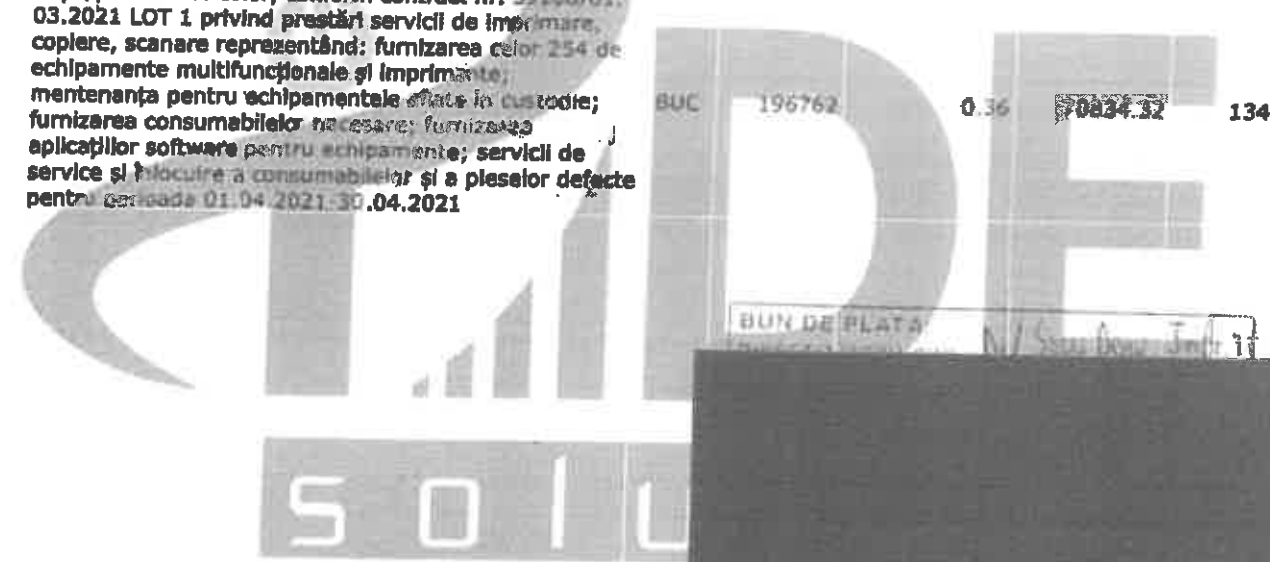 03.2021 LOT 1 privind prestări servicii de imprimare,
copiere, scanare reprezentând: furnizarea celor 254 de
echipamente multifuncționale și imprimante;
mentenanța pentru echipamentele aflate în custodie;
furnizarea consumabilelor necesare; furnizarea
aplicațiilor software pentru echipamente; servicii de
service și înlocuire a consumabilelor și a pieselor defecte
pentru perioada 01.04.2021-30.04.2021
BUC 196762 0.36 70834.32 134
BUN DE PLATA
IDE
solu